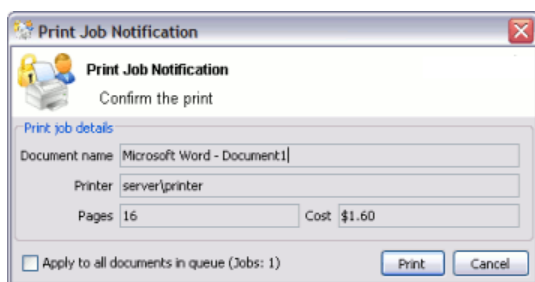 Print Job Notification
Print Job Notification
Confirm the print
Print job details
Document name Microsoft Word - Document1
Printer server\printer
Pages 16 Cost $1.60
Apply to all documents in queue (Jobs: 1) Print Cancel